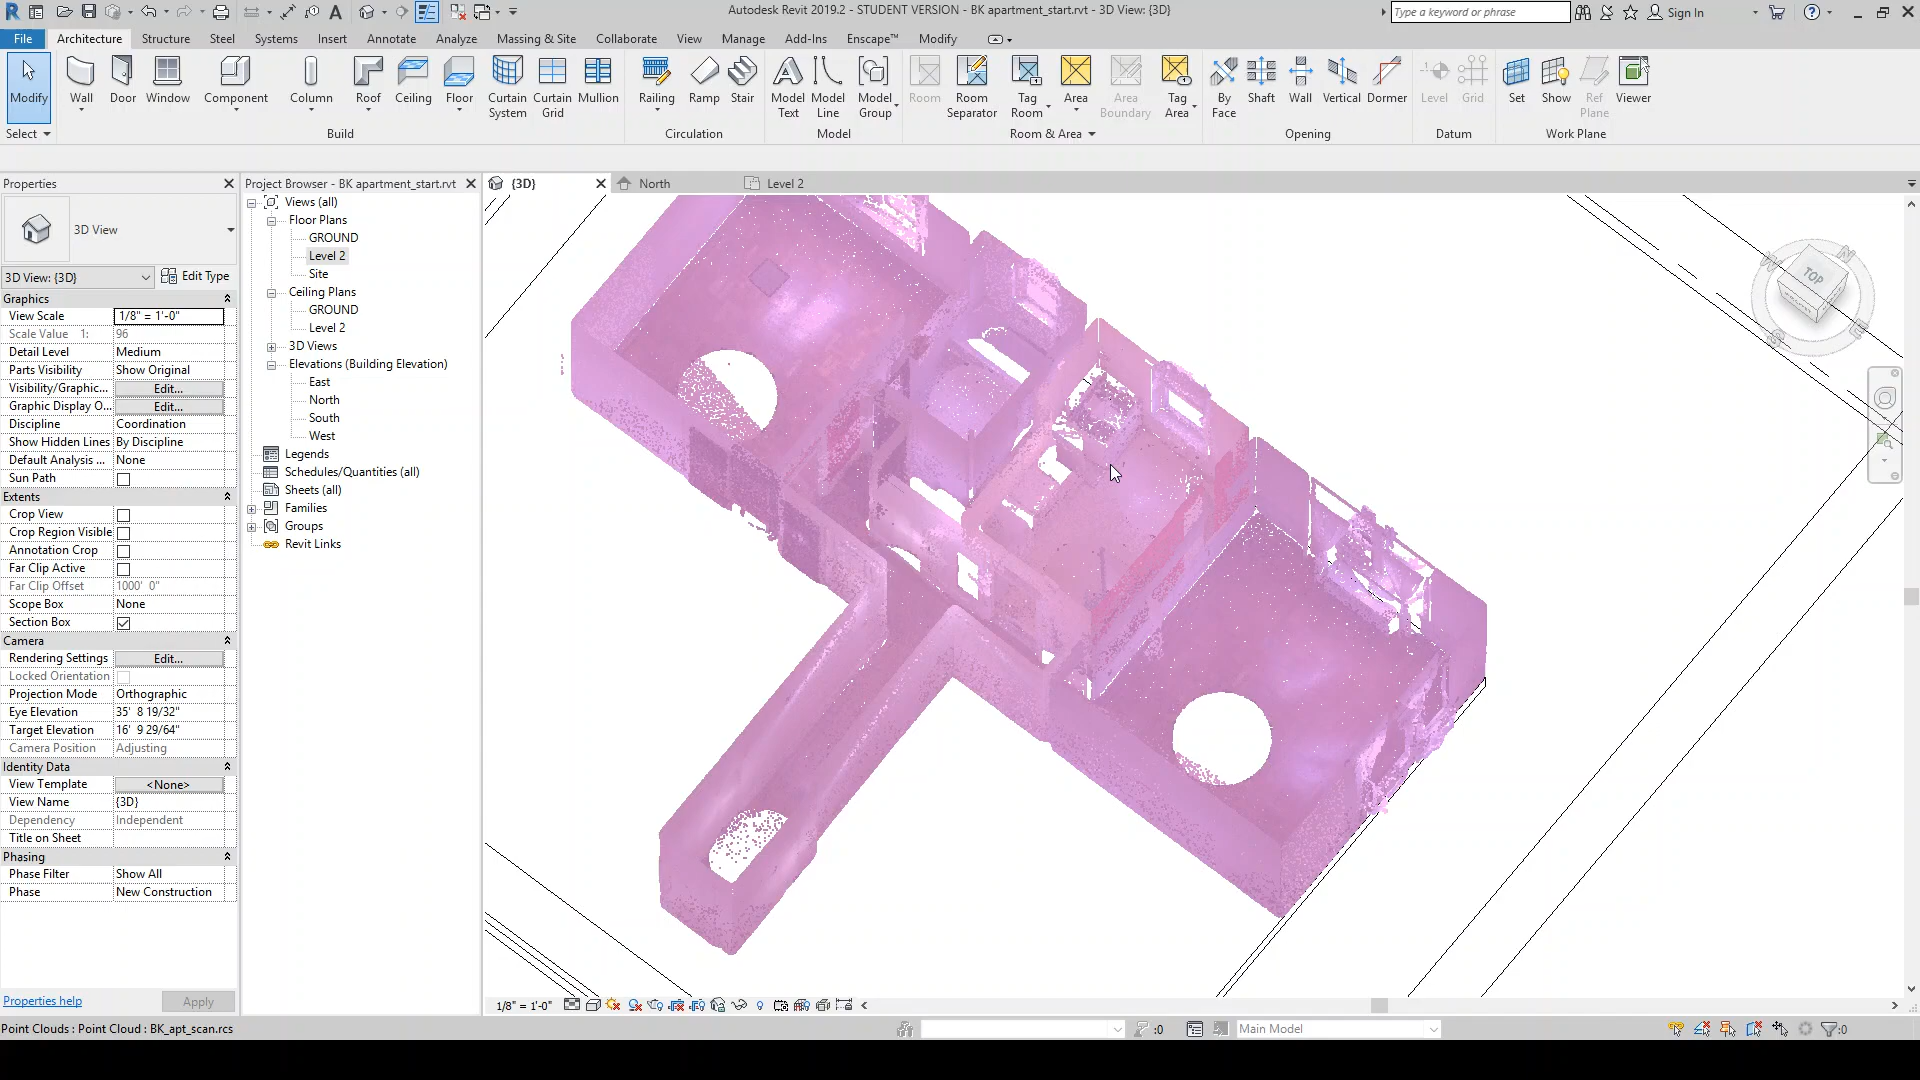 Autodesk Revit 2019.2 - STUDENT VERSION - BK apartment_start.rvt - 3D View: {3D}
Type a keyword or phrase
Sign In
File Architecture Structure Steel Systems Insert Annotate Analyze Massing & Site Collaborate View Manage Add-Ins Enscape™ Modify
Modify Wall Door Window Component Column Roof Ceiling Floor Curtain System Curtain Grid Mullion Railing Ramp Stair Model Text Model Line Model Group Room Room Separator Tag Room Area Area Boundary Tag Area By Face Shaft Wall Vertical Dormer Level Grid Set Show Ref Plane Viewer
Select Build Circulation Model Room & Area Opening Datum Work Plane
Properties
3D View
3D View: {3D} Edit Type
Graphics
View Scale 1/8" = 1'-0"
Scale Value 1: 96
Detail Level Medium
Parts Visibility Show Original
Visibility/Graphic... Edit...
Graphic Display O... Edit...
Discipline Coordination
Show Hidden Lines By Discipline
Default Analysis ... None
Sun Path
Extents
Crop View
Crop Region Visible
Annotation Crop
Far Clip Active
Far Clip Offset 1000' 0"
Scope Box None
Section Box
Camera
Rendering Settings Edit...
Locked Orientation
Projection Mode Orthographic
Eye Elevation 35' 8 19/32"
Target Elevation 16' 9 29/64"
Camera Position Adjusting
Identity Data
View Template <None>
View Name {3D}
Dependency Independent
Title on Sheet
Phasing
Phase Filter Show All
Phase New Construction
Properties help Apply
Project Browser - BK apartment_start.rvt
Views (all)
Floor Plans
GROUND
Level 2
Site
Ceiling Plans
GROUND
Level 2
3D Views
Elevations (Building Elevation)
East
North
South
West
Legends
Schedules/Quantities (all)
Sheets (all)
Families
Groups
Revit Links
{3D} North Level 2
TOP
1/8" = 1'-0"
Point Clouds : Point Cloud : BK_apt_scan.rcs
:0 Main Model :0